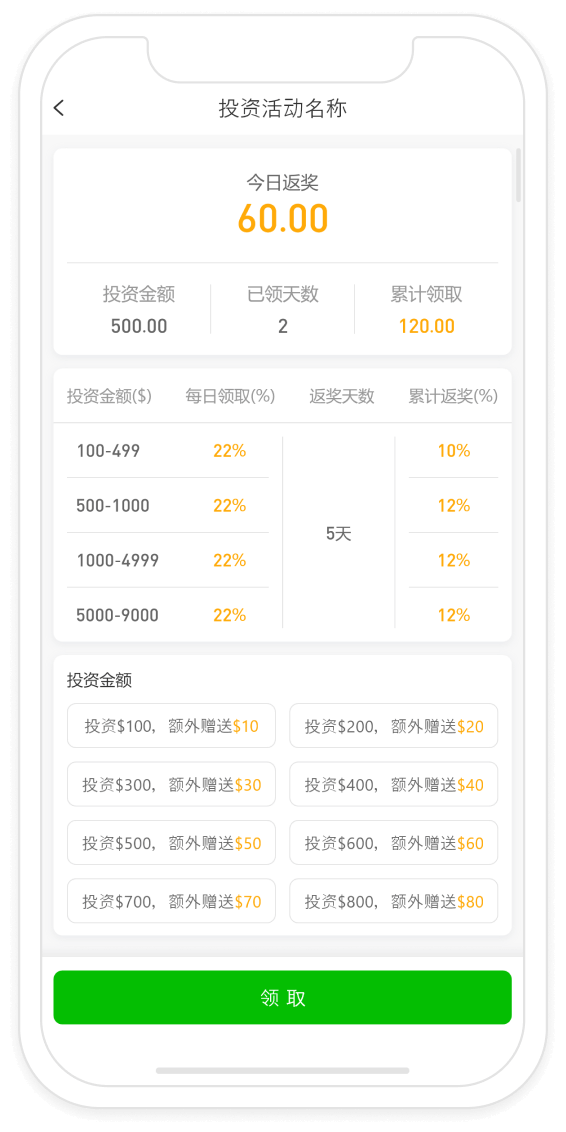 投资活动名称
今日返奖
60.00
投资金额 已领天数 累计领取
500.00 2 120.00
投资金额($) 每日领取(%) 返奖天数 累计返奖(%)
100-499 22% 10%
500-1000 22% 12%
5天
1000-4999 22% 12%
5000-9000 22% 12%
投资金额
投资$100，额外赠送$10 投资$200，额外赠送$20
投资$300，额外赠送$30 投资$400，额外赠送$40
投资$500，额外赠送$50 投资$600，额外赠送$60
投资$700，额外赠送$70 投资$800，额外赠送$80
领 取